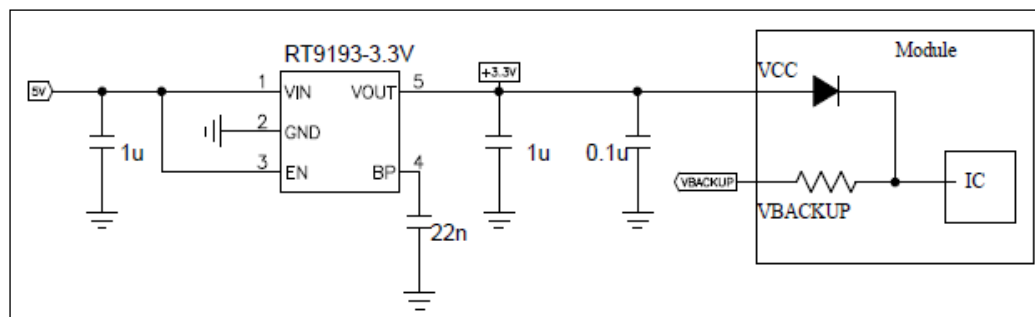 RT9193-3.3V
Module
5V
1
VIN
VOUT
5
+3.3V
VCC
2
GND
1u
3
EN
BP
4
1u
0.1u
VBACKUP
VBACKUP
IC
22n